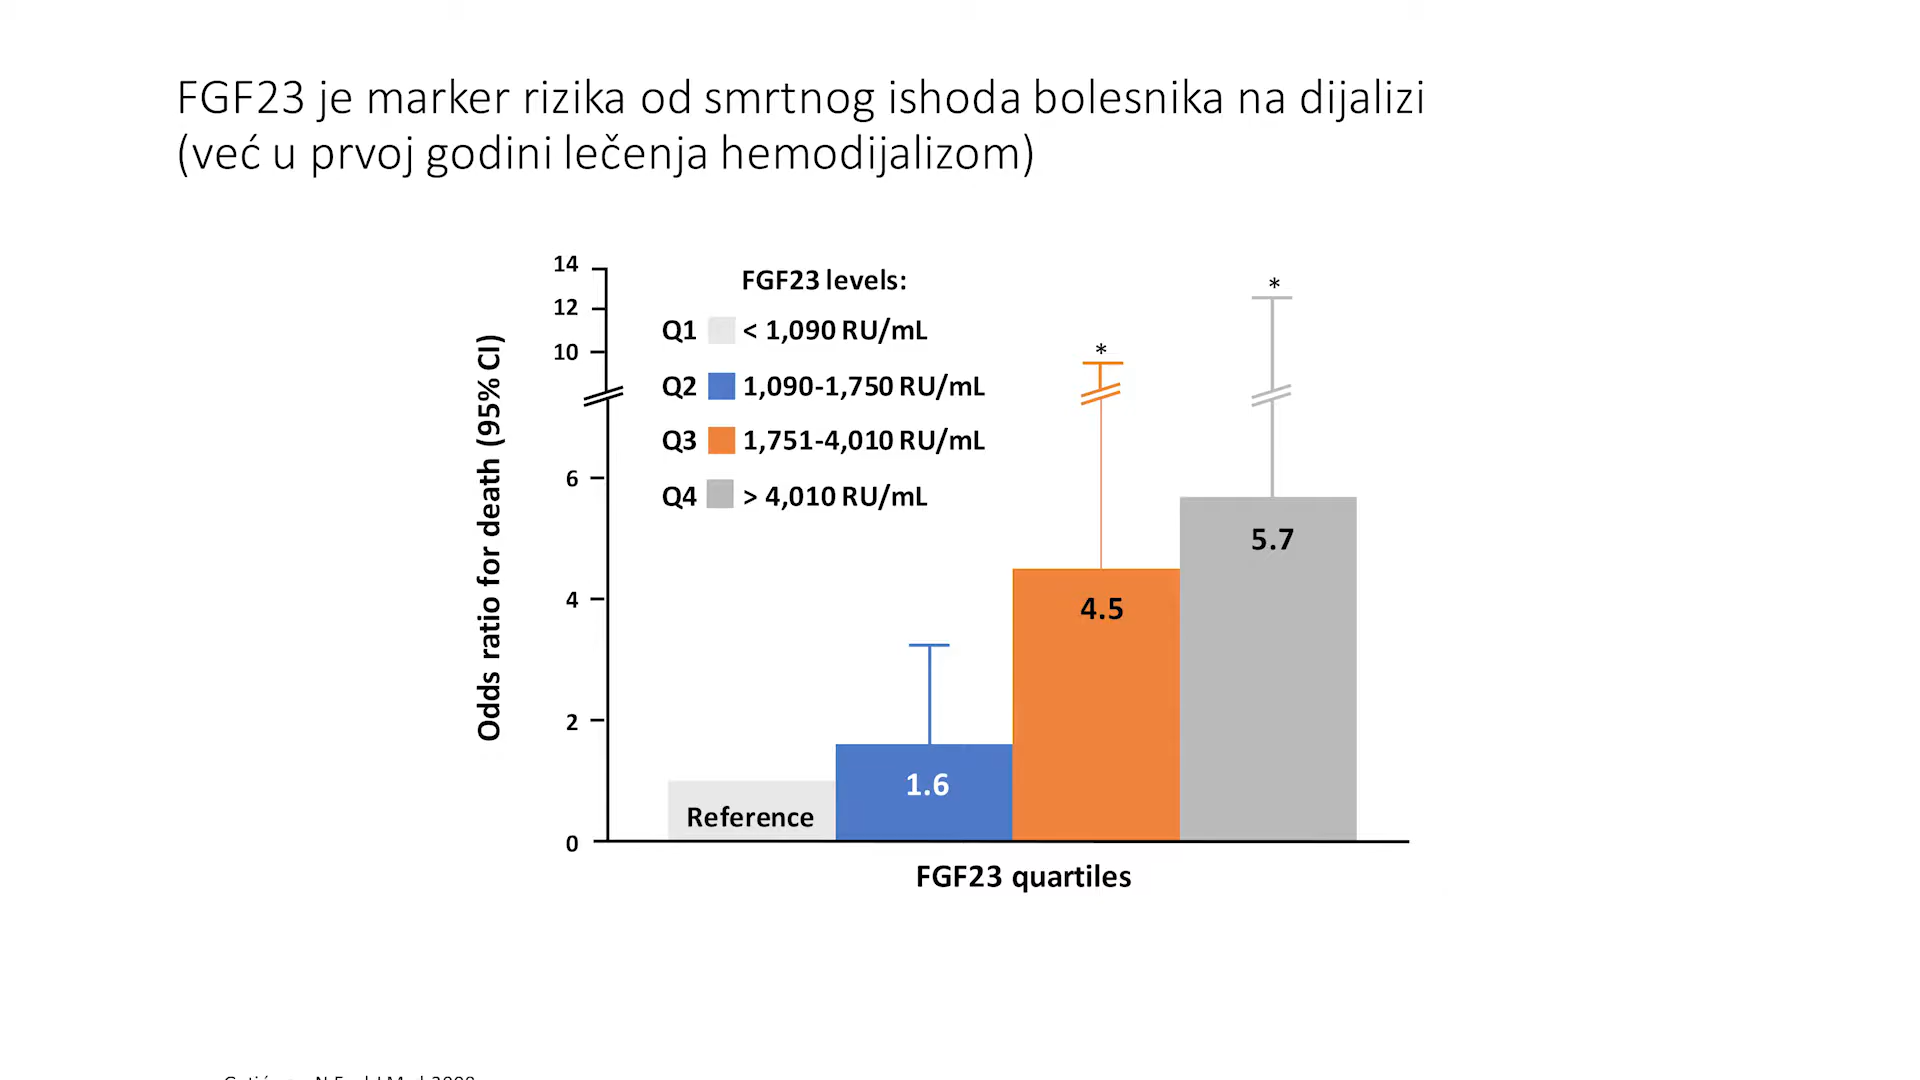 FGF23 je marker rizika od smrtnog ishoda bolesnika na dijalizi
(već u prvoj godini lečenja hemodijalizom)
14
12
10
6
4
2
0
Odds ratio for death (95% CI)
FGF23 levels:
Q1 < 1,090 RU/mL
Q2 1,090-1,750 RU/mL
Q3 1,751-4,010 RU/mL
Q4 > 4,010 RU/mL
*
*
Reference
1.6
4.5
5.7
FGF23 quartiles